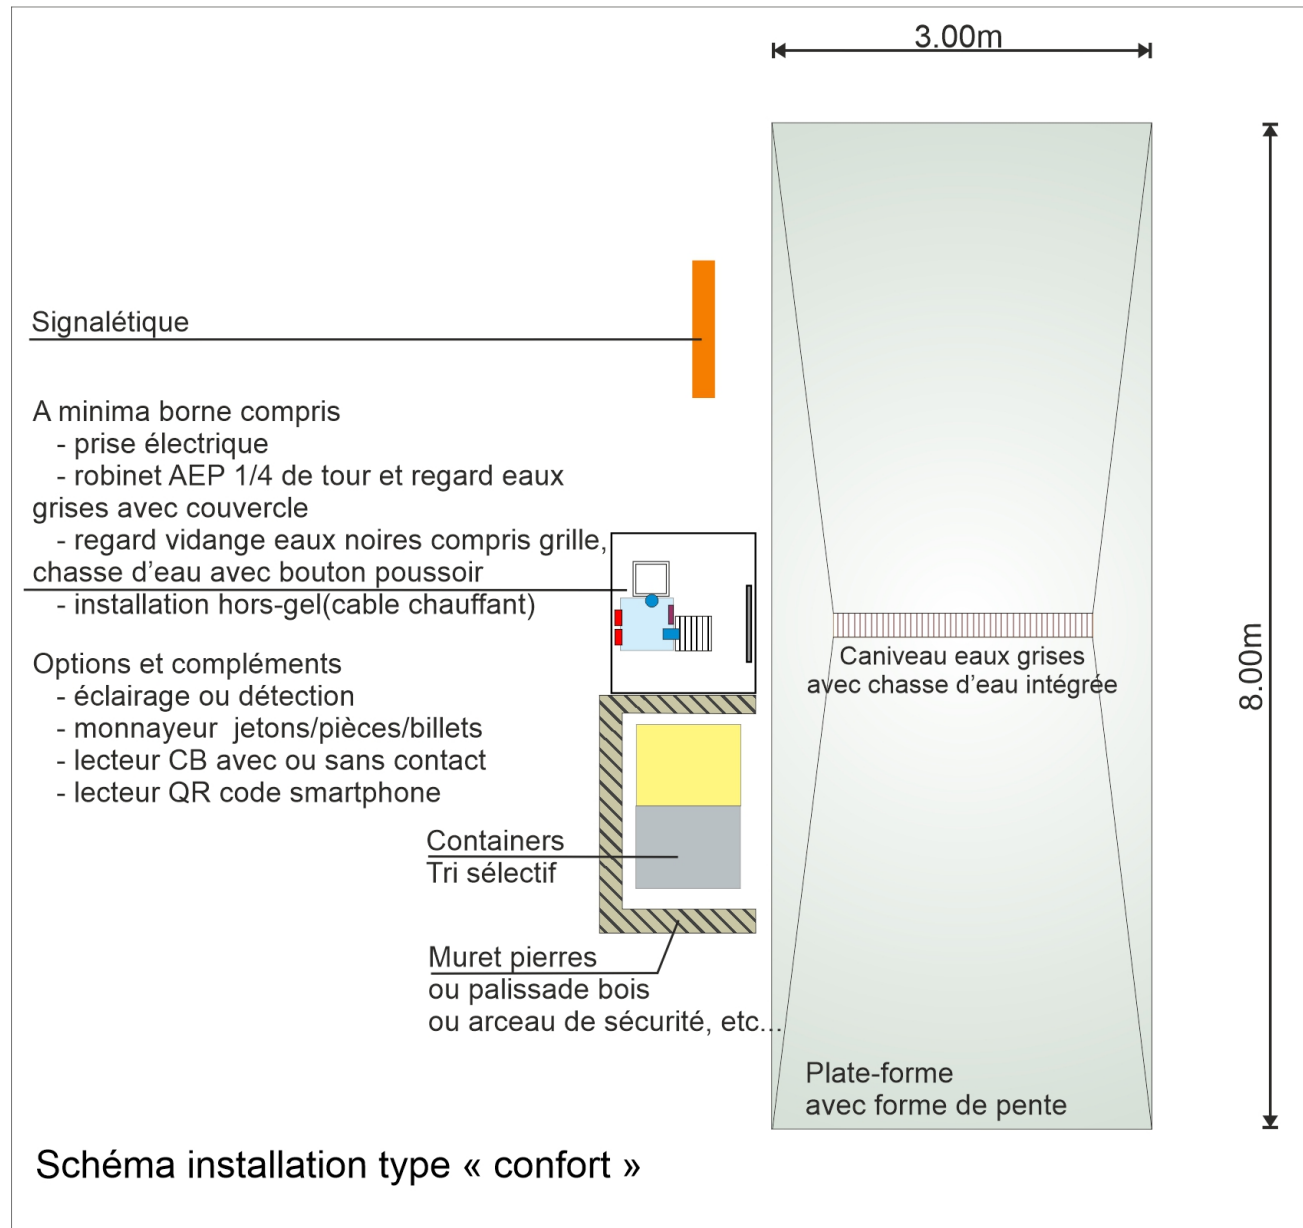 3.00m
Signalétique
A minima borne compris
- prise électrique
- robinet AEP 1/4 de tour et regard eaux
grises avec couvercle
- regard vidange eaux noires compris grille,
chasse d'eau avec bouton poussoir
- installation hors-gel(cable chauffant)
Options et compléments
- éclairage ou détection
- monnayeur  jetons/pièces/billets
- lecteur CB avec ou sans contact
- lecteur QR code smartphone
Containers
Tri sélectif
Muret pierres
ou palissade bois
ou arceau de sécurité, etc...
Caniveau eaux grises
avec chasse d'eau intégrée
8.00m
Plate-forme
avec forme de pente
Schéma installation type « confort »